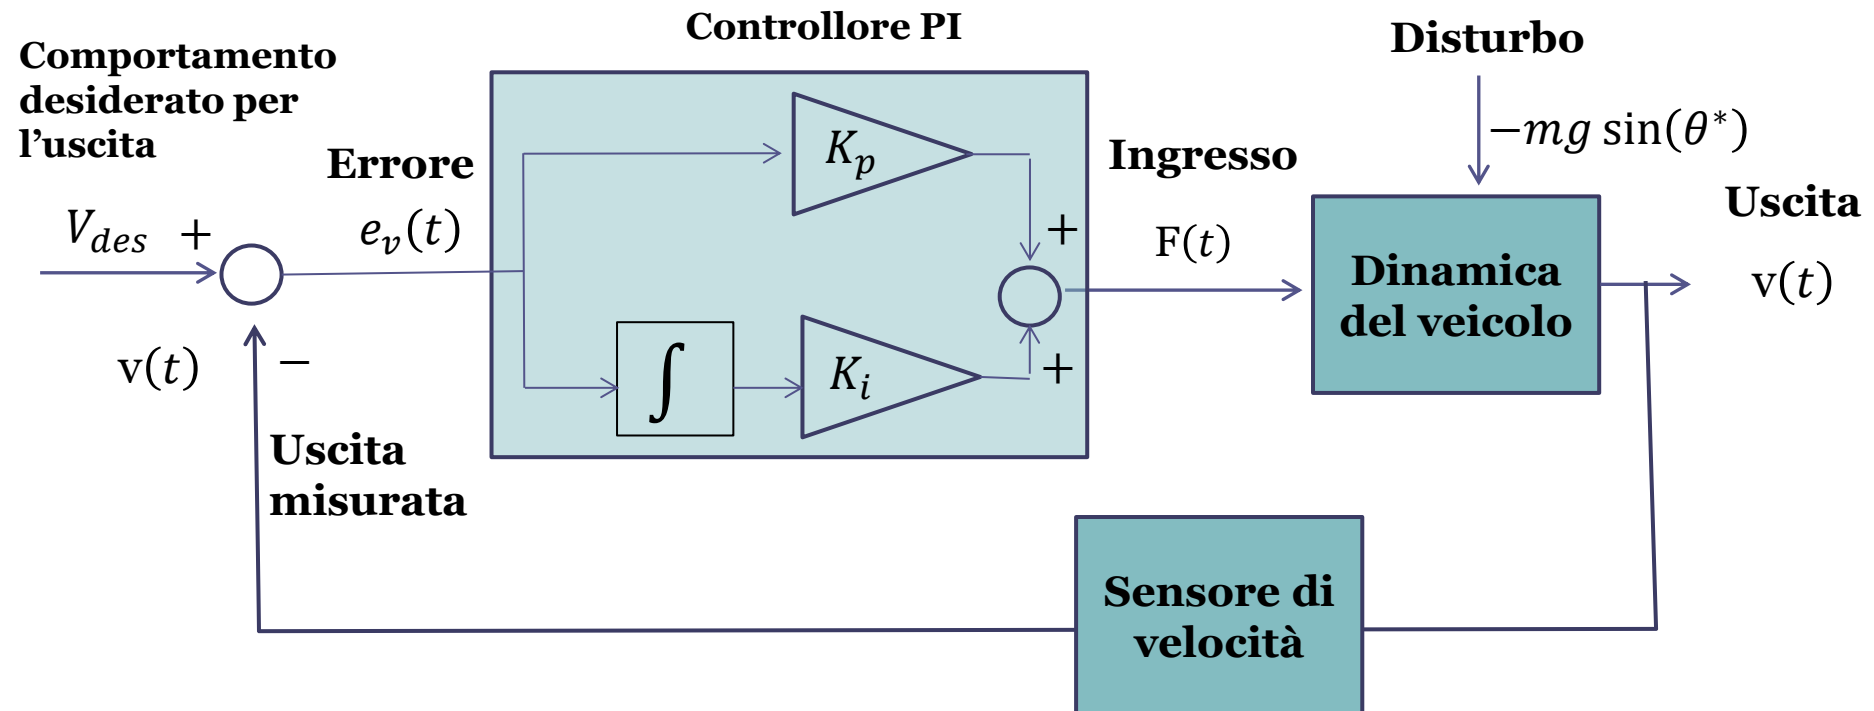 Controllore PI
Disturbo
Comportamento
desiderato per
l’uscita
−mg sin(θ*)
Errore
K_p
Ingresso
Uscita
V_des
+
e_v(t)
+
F(t)
v(t)
Dinamica
del veicolo
v(t)
−
∫
K_i
+
Uscita
misurata
Sensore di
velocità